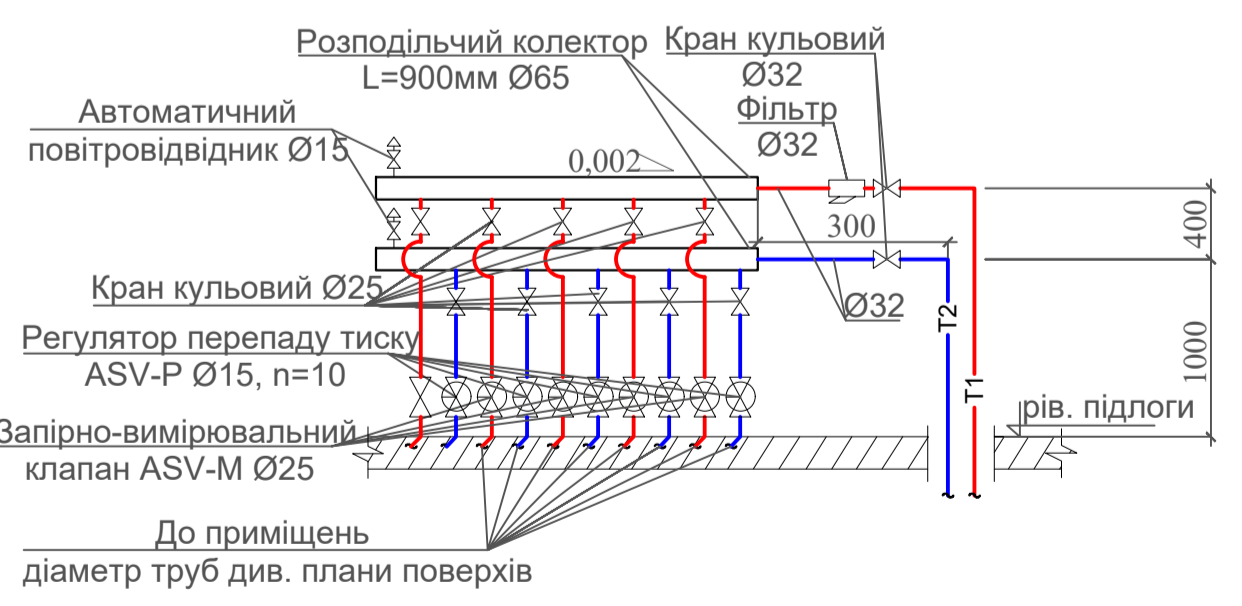 Розподільчий колектор
L=900мм Ø65
Кран кульовий
Ø32
Фільтр
Ø32
Автоматичний
повітровідвідник Ø15
0,002
300
400
Кран кульовий Ø25
Ø32
T2
Регулятор перепаду тиску
ASV-P Ø15, n=10
1000
T1
рів. підлоги
Запірно-вимірювальний
клапан ASV-M Ø25
До приміщень
діаметр труб див. плани поверхів